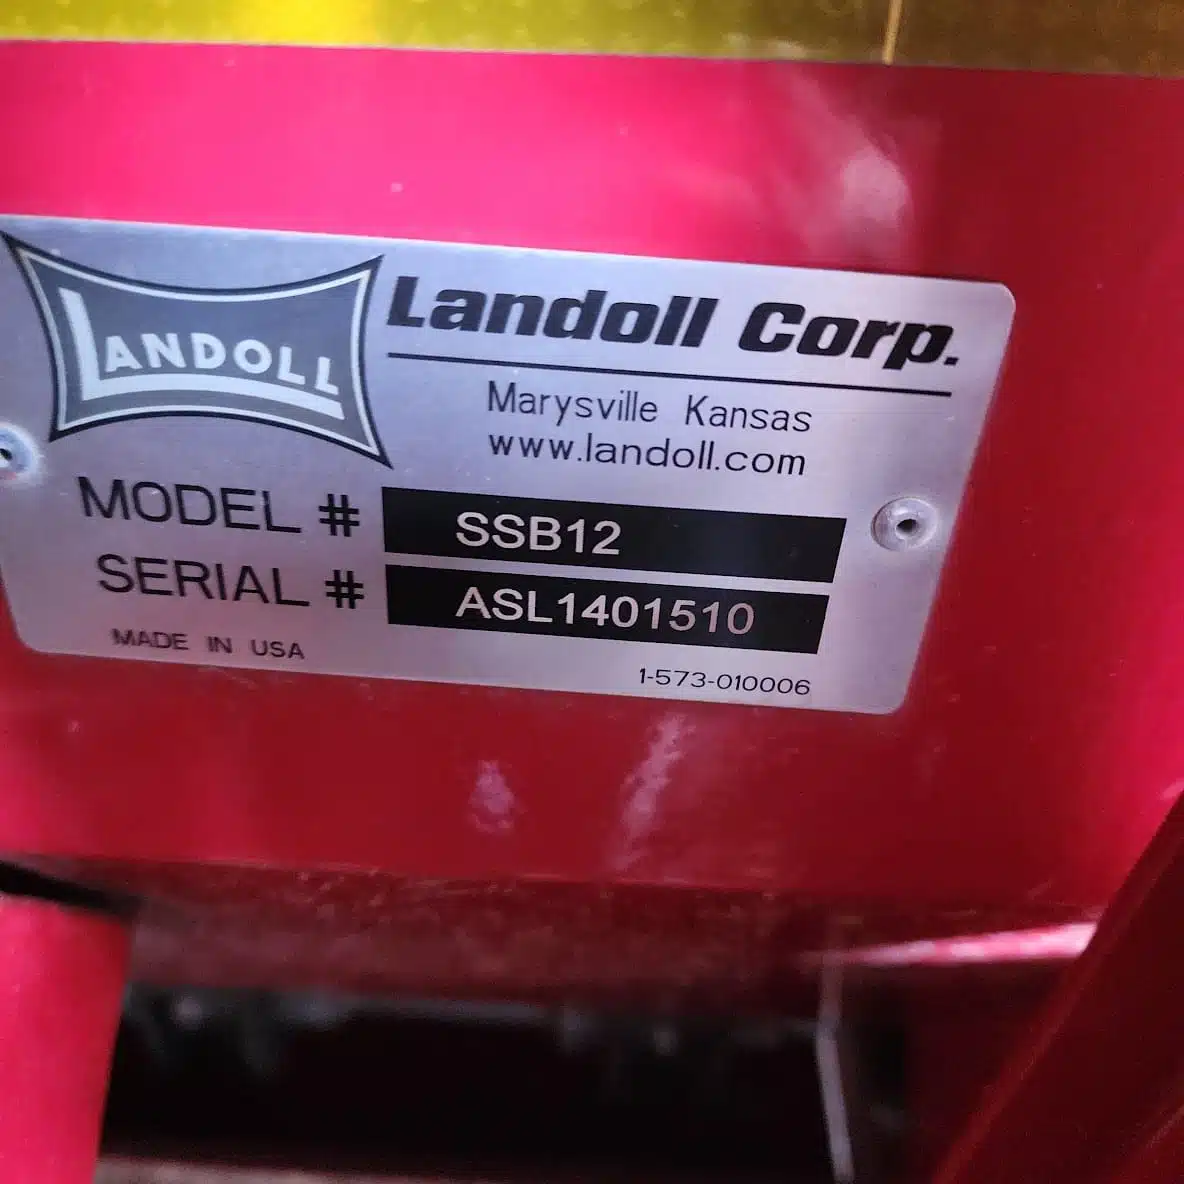 LANDOLL
Landoll Corp.
Marysville Kansas
www.landoll.com
MODEL # SSB12
SERIAL # ASL1401510
MADE IN USA
1-573-010006